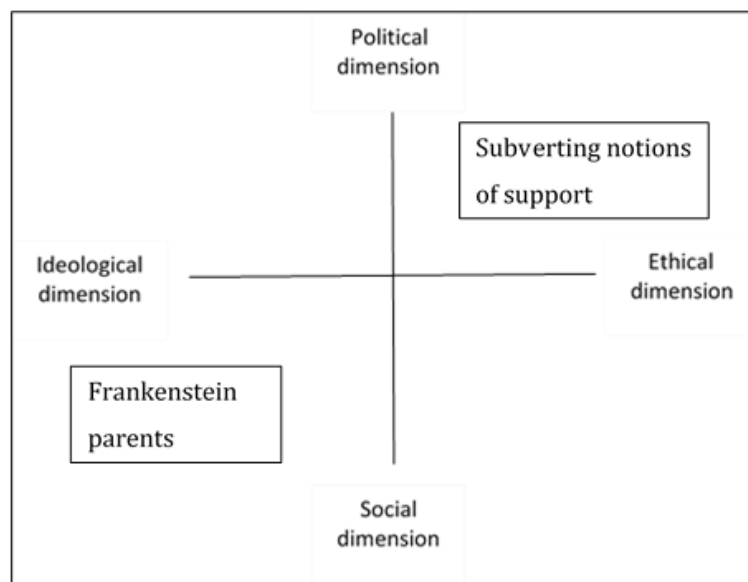 Political
dimension
Subverting notions
of support
Ideological
dimension
Ethical
dimension
Frankenstein
parents
Social
dimension